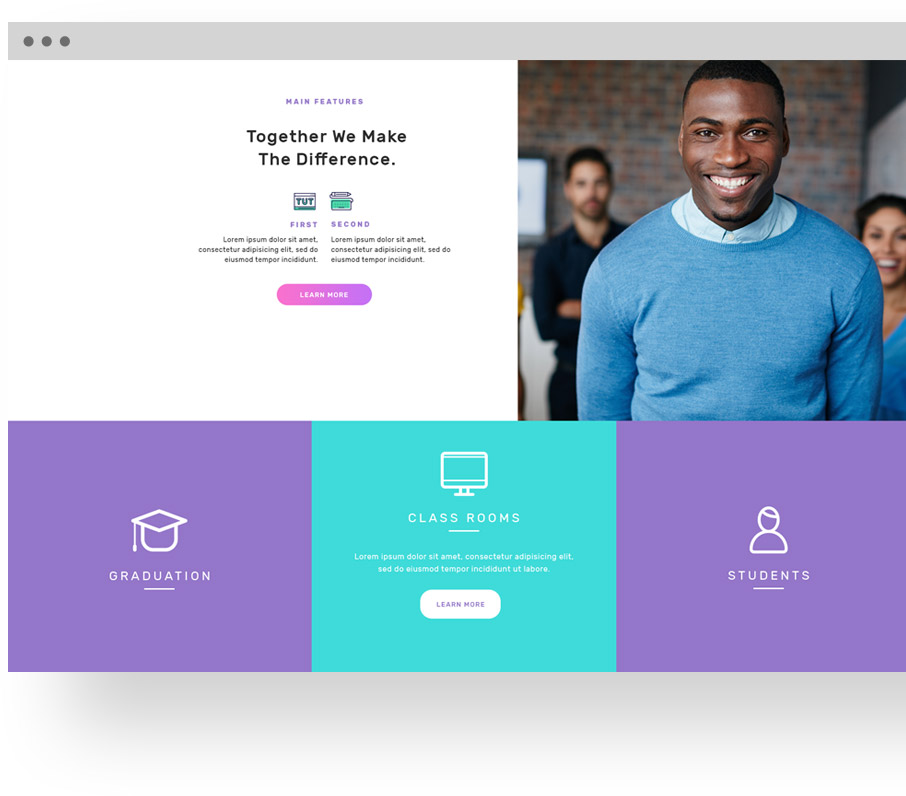 MAIN FEATURES
Together We Make
The Difference.
TUT
FIRST
Lorem ipsum dolor sit amet,
consectetur adipisicing elit, sed do
eiusmod tempor incididunt.
SECOND
Lorem ipsum dolor sit amet,
consectetur adipisicing elit, sed do
eiusmod tempor incididunt.
LEARN MORE
GRADUATION
CLASS ROOMS
Lorem ipsum dolor sit amet, consectetur adipisicing elit,
sed do eiusmod tempor incididunt ut labore.
LEARN MORE
STUDENTS